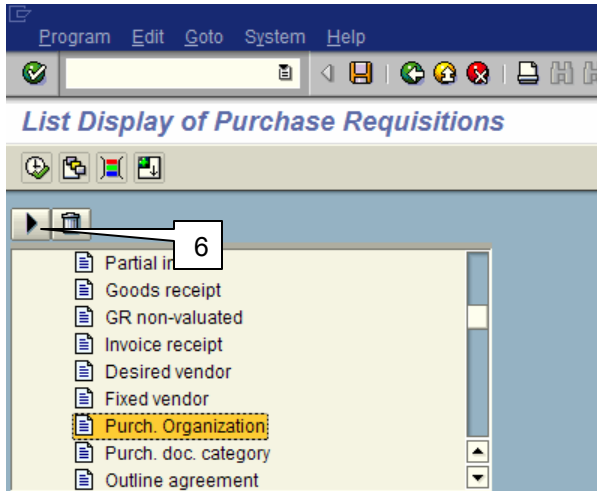 Program Edit Goto System Help
List Display of Purchase Requisitions
6
Partial in
Goods receipt
GR non-valuated
Invoice receipt
Desired vendor
Fixed vendor
Purch. Organization
Purch. doc. category
Outline agreement